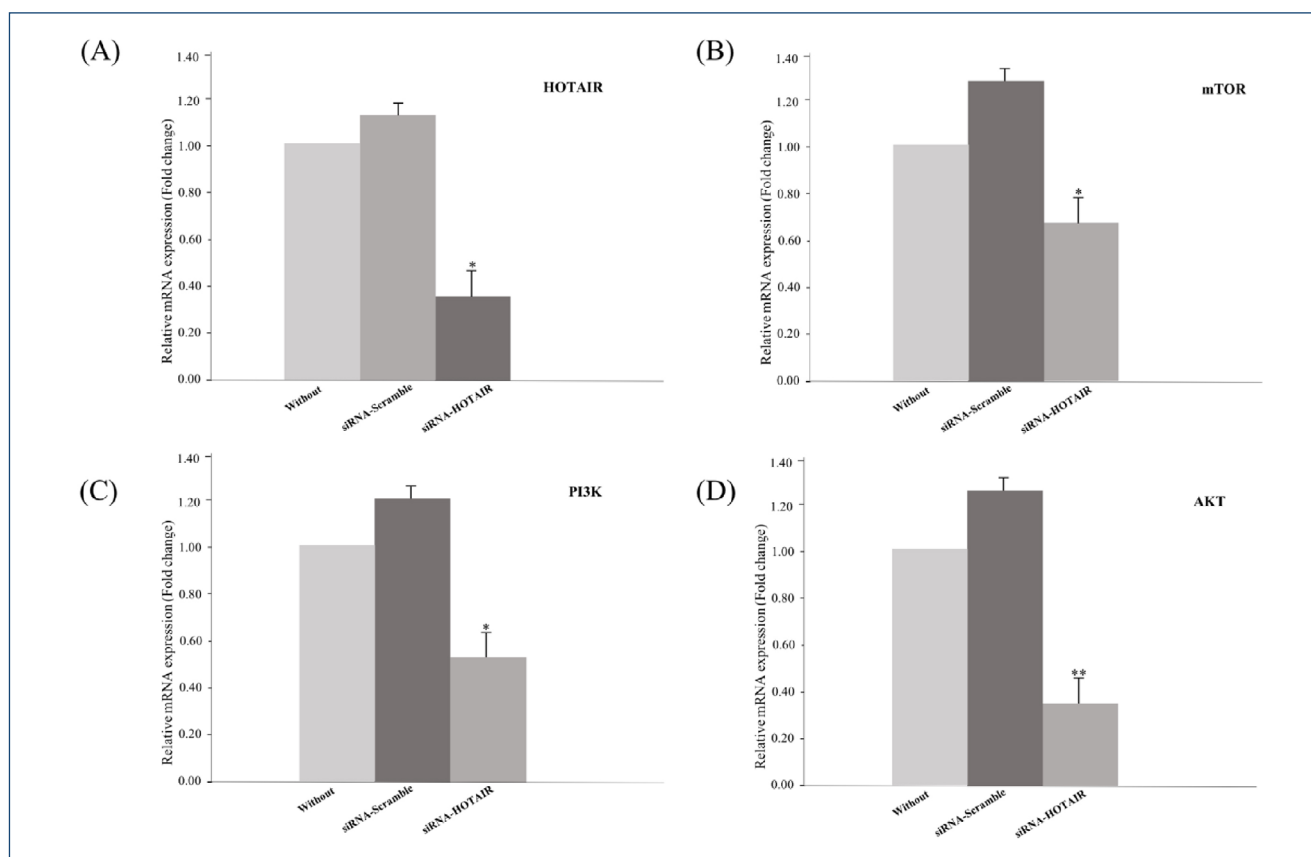 (A)
HOTAIR
Relative mRNA expression (Fold change)
1.40
1.20
1.00
0.80
0.60
0.40
0.20
0.00
*
Without
siRNA-Scramble
siRNA-HOTAIR
(B)
mTOR
Relative mRNA expression (Fold change)
1.40
1.20
1.00
0.80
0.60
0.40
0.20
0.00
*
Without
siRNA-Scramble
siRNA-HOTAIR
(C)
PI3K
Relative mRNA expression (Fold change)
1.40
1.20
1.00
0.80
0.60
0.40
0.20
0.00
*
Without
siRNA-Scramble
siRNA-HOTAIR
(D)
AKT
Relative mRNA expression (Fold change)
1.40
1.20
1.00
0.80
0.60
0.40
0.20
0.00
**
Without
siRNA-Scramble
siRNA-HOTAIR